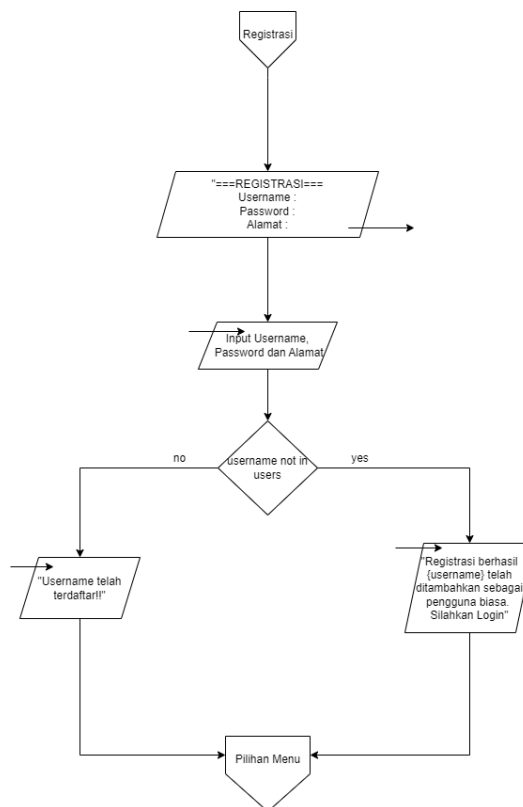 Registrasi
"===REGISTRASI===
Username :
Password :
Alamat :
Input Username,
Password dan Alamat
username not in
users
no
yes
"Username telah
terdaftar!!"
"Registrasi berhasil
{username} telah
ditambahkan sebagai
pengguna biasa.
Silahkan Login"
Pilihan Menu